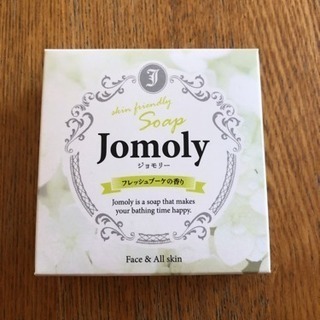 J
skin friendly
Soap
Jomoly
ジョモリー
フレッシュブーケの香り
Jomoly is a soap that makes
your bathing time happy.
Face & All skin